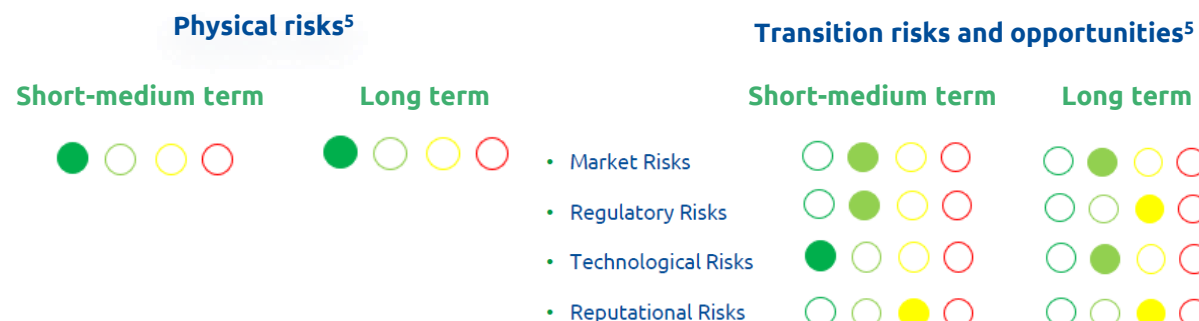 Physical risks⁵
Transition risks and opportunities⁵
Short-medium term
Long term
Short-medium term
Long term
• Market Risks
• Regulatory Risks
• Technological Risks
• Reputational Risks